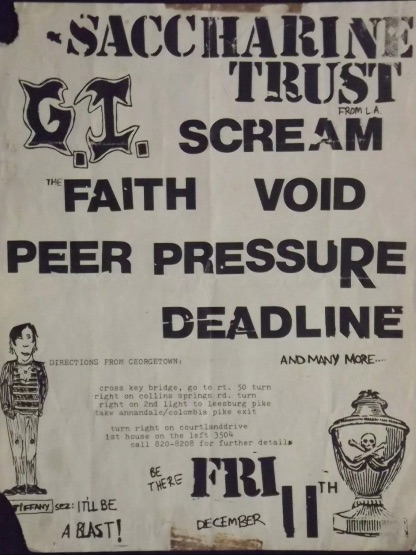 SACCHARINE
TRUST
FROM L.A.
G.I. SCREAM
THE FAITH VOID
PEER PRESSURE
DEADLINE
AND MANY MORE....
DIRECTIONS FROM GEORGETOWN:
cross key bridge, go to rt. 50 turn
right on collins springs rd. turn
right on 2nd light to leesburg pike
take annandale/colombia pike exit
turn right on courtlanddrive
1st house on the left 3504
call 820-8208 for further details
BE THERE FRI 11TH
DECEMBER
TIFFANY SEZ: IT'LL BE
A BLAST!